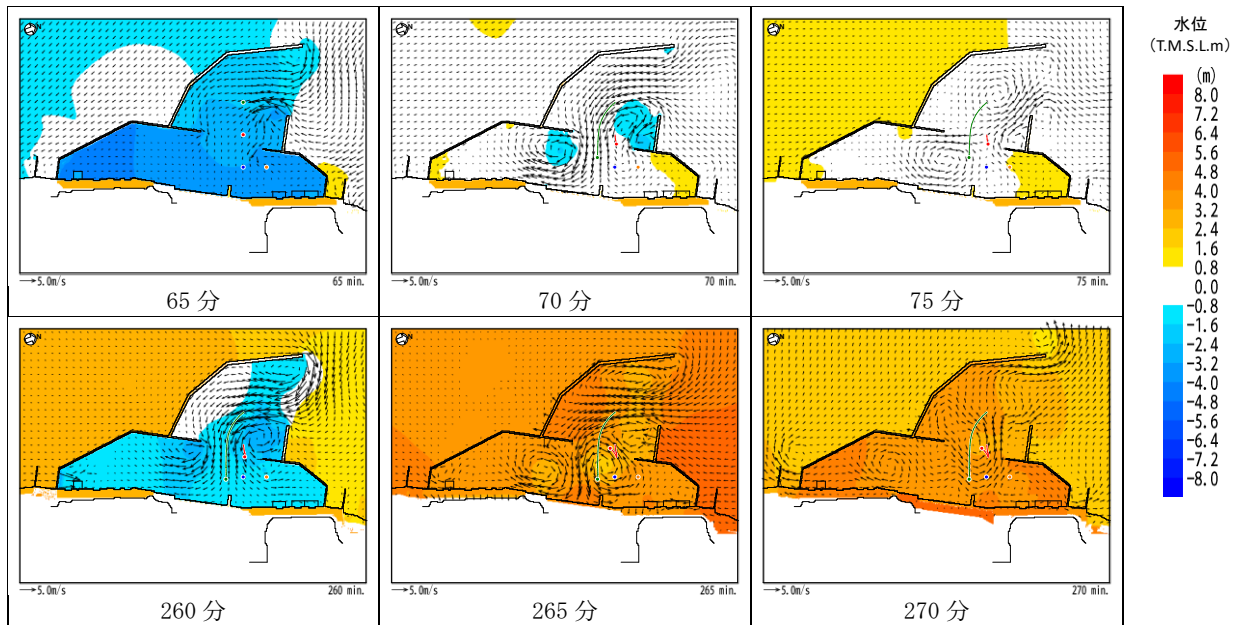 N
N
N
→5.0m/s 65 min.
→5.0m/s 70 min.
→5.0m/s 75 min.
65 分
70 分
75 分
N
N
N
→5.0m/s 260 min.
→5.0m/s 265 min.
→5.0m/s 270 min.
260 分
265 分
270 分
水位
(T.M.S.L.m)
(m)
8.0
7.2
6.4
5.6
4.8
4.0
3.2
2.4
1.6
0.8
0.0
-0.8
-1.6
-2.4
-3.2
-4.0
-4.8
-5.6
-6.4
-7.2
-8.0